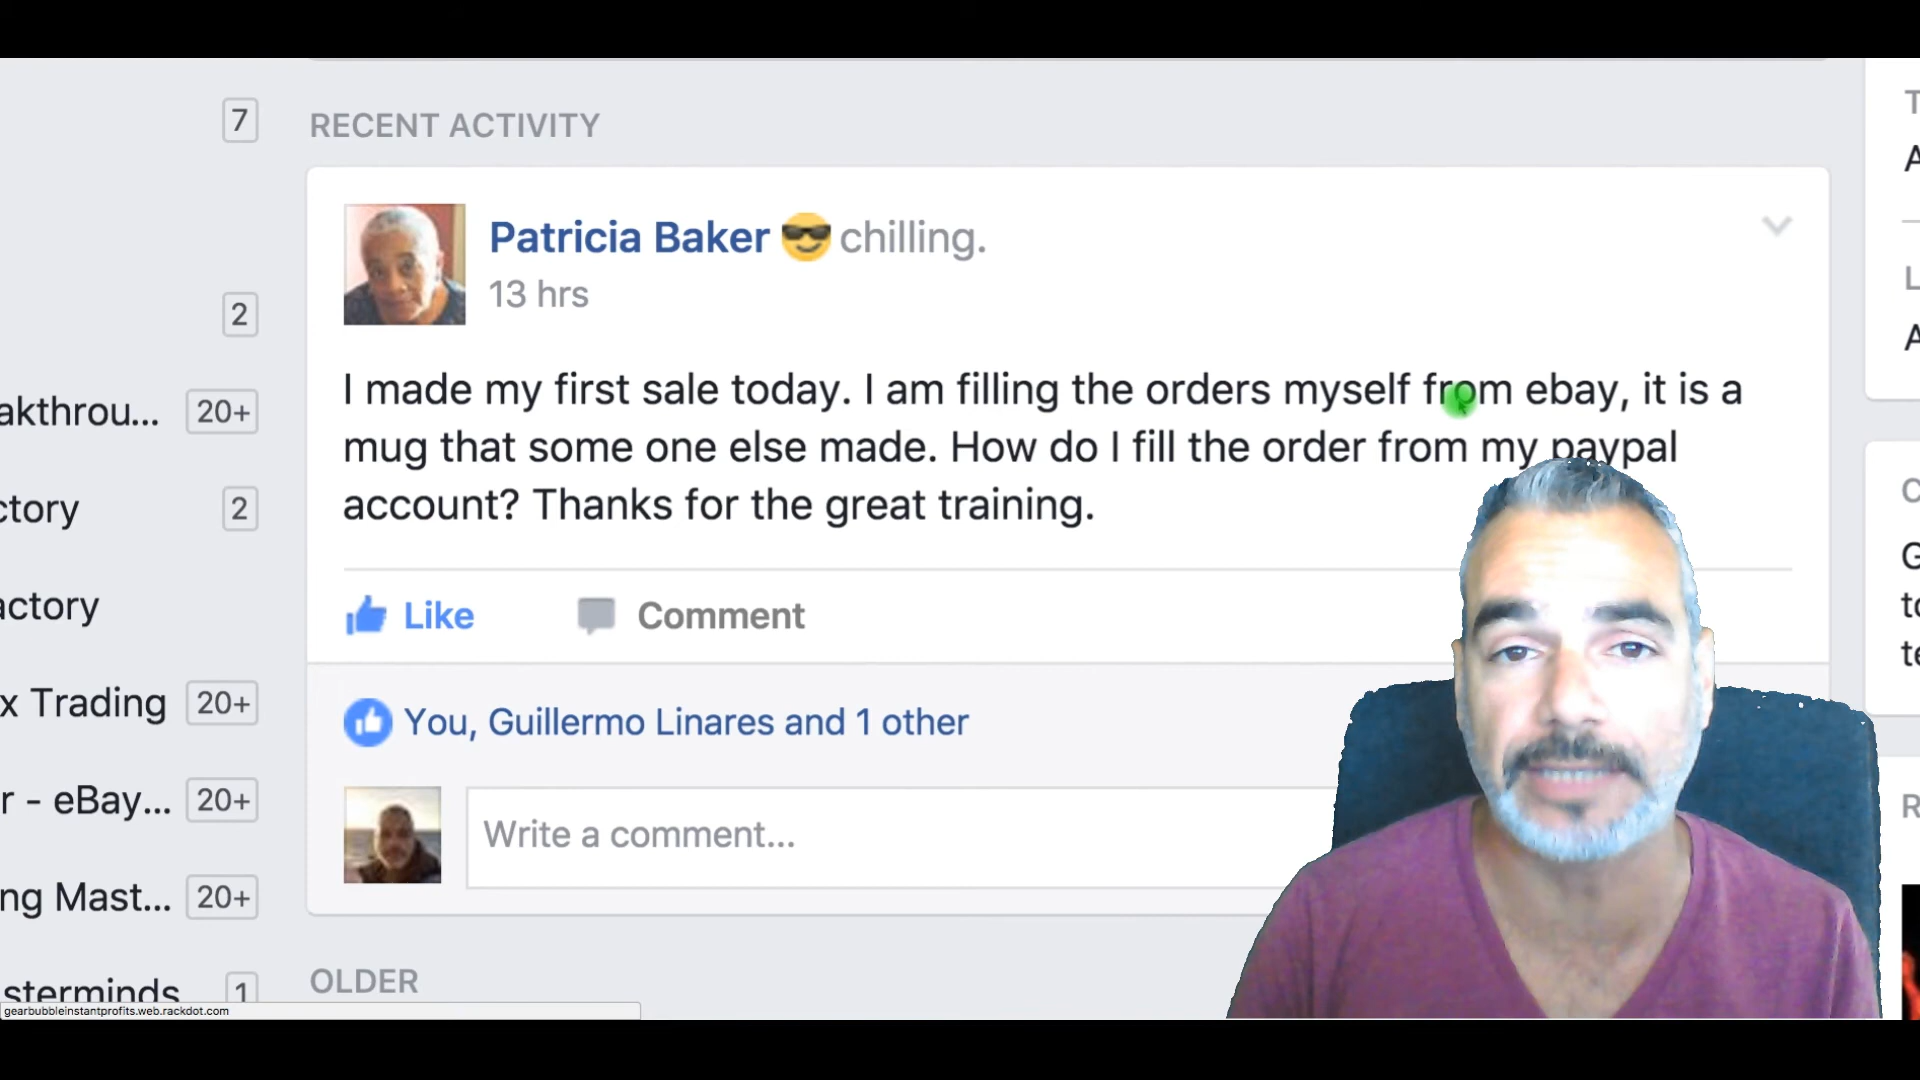 7
RECENT ACTIVITY
Patricia Baker 😎 chilling.
13 hrs
2
I made my first sale today. I am filling the orders myself from ebay, it is a
mug that some one else made. How do I fill the order from my paypal
account? Thanks for the great training.
akthrou... 20+
ctory 2
actory
Like Comment
x Trading 20+
You, Guillermo Linares and 1 other
r - eBay... 20+
Write a comment...
ng Mast... 20+
OLDER
sterminds 1
gearbubbleinstantprofits.web.rackdot.com